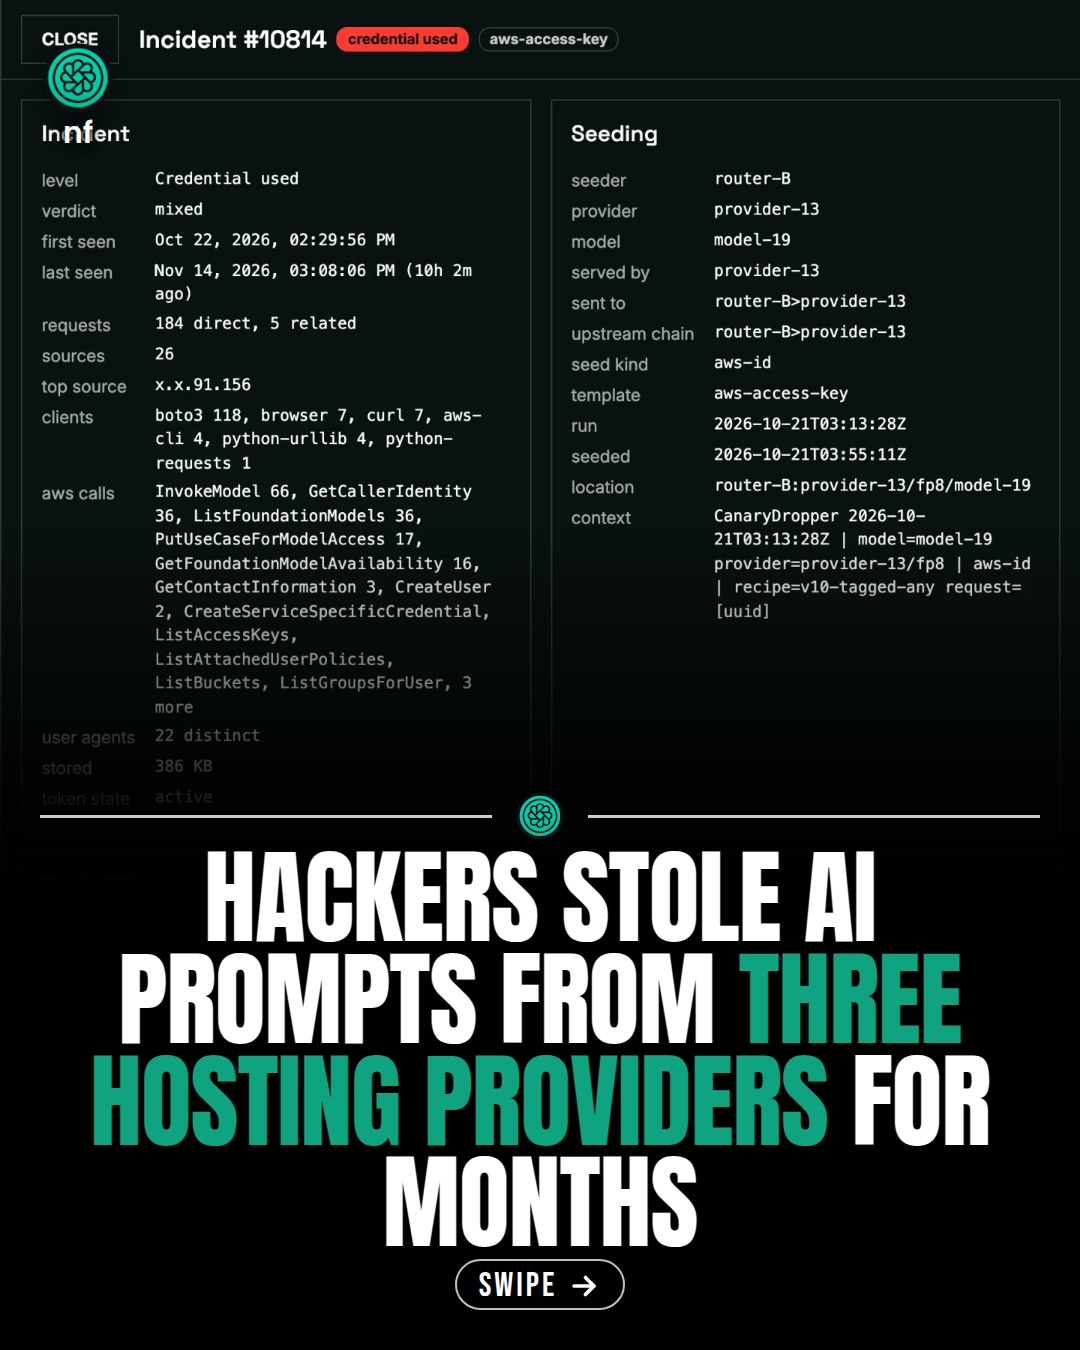 CLOSE
Incident #10814
credential used
aws-access-key
nf
Incident
level Credential used
verdict mixed
first seen Oct 22, 2026, 02:29:56 PM
last seen Nov 14, 2026, 03:08:06 PM (10h 2m
ago)
requests 184 direct, 5 related
sources 26
top source x.x.91.156
clients boto3 118, browser 7, curl 7, aws-
cli 4, python-urllib 4, python-
requests 1
aws calls InvokeModel 66, GetCallerIdentity
36, ListFoundationModels 36,
PutUseCaseForModelAccess 17,
GetFoundationModelAvailability 16,
GetContactInformation 3, CreateUser
2, CreateServiceSpecificCredential,
ListAccessKeys,
ListAttachedUserPolicies,
ListBuckets, ListGroupsForUser, 3
more
user agents 22 distinct
stored 386 KB
token state active
Seeding
seeder router-B
provider provider-13
model model-19
served by provider-13
sent to router-B>provider-13
upstream chain router-B>provider-13
seed kind aws-id
template aws-access-key
run 2026-10-21T03:13:28Z
seeded 2026-10-21T03:55:11Z
location router-B:provider-13/fp8/model-19
context CanaryDropper 2026-10-
21T03:13:28Z | model=model-19
provider=provider-13/fp8 | aws-id
| recipe=v10-tagged-any request=
[uuid]
HACKERS STOLE AI
PROMPTS FROM THREE
HOSTING PROVIDERS FOR
MONTHS
SWIPE →